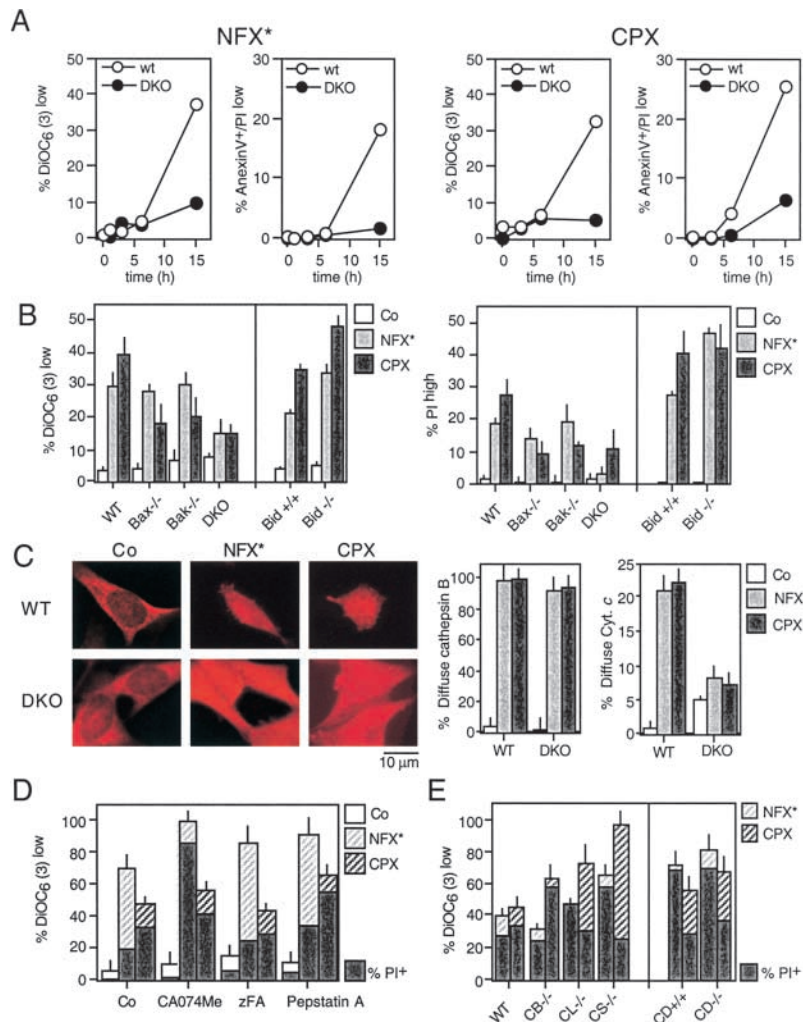 A
NFX*
CPX
wt
DKO
wt
DKO
wt
DKO
wt
DKO
% DiOC6 (3) low
50
40
30
20
10
0
% AnexinV+/PI low
30
20
10
0
% DiOC6 (3) low
50
40
30
20
10
0
% AnexinV+/PI low
30
20
10
0
0 5 10 15
0 5 10 15
0 5 10 15
0 5 10 15
time (h)
time (h)
time (h)
time (h)
B
% DiOC6 (3) low
50
40
30
20
10
0
Co
NFX*
CPX
WT
Bax-/-
Bak-/-
DKO
Bid +/+
Bid -/-
% PI high
50
40
30
20
10
0
Co
NFX*
CPX
WT
Bax-/-
Bak-/-
DKO
Bid +/+
Bid -/-
C
Co
NFX*
CPX
WT
DKO
10 µm
% Diffuse cathepsin B
100
80
60
40
20
0
WT
DKO
% Diffuse Cyt. c
25
20
15
10
5
0
WT
DKO
Co
NFX
CPX
D
% DiOC6 (3) low
100
80
60
40
20
0
Co
NFX*
CPX
% PI+
Co
CA074Me
zFA
Pepstatin A
E
% DiOC6 (3) low
100
80
60
40
20
0
NFX*
CPX
% PI+
WT
CB-/-
CL-/-
CS-/-
CD+/+
CD-/-